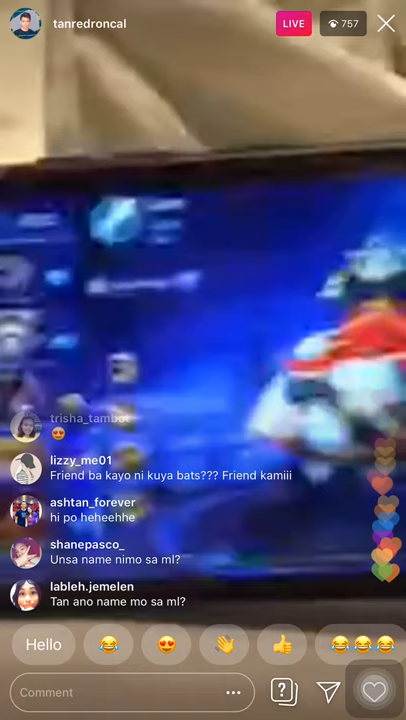 tanredroncal
LIVE
757
trisha_tambot
😍
lizzy_me01
Friend ba kayo ni kuya bats??? Friend kamiii
ashtan_forever
hi po heheehhe
shanepasco_
Unsa name nimo sa ml?
lableh.jemelen
Tan ano name mo sa ml?
Hello 😂 😍 👋 👍 😂😂😂
Comment